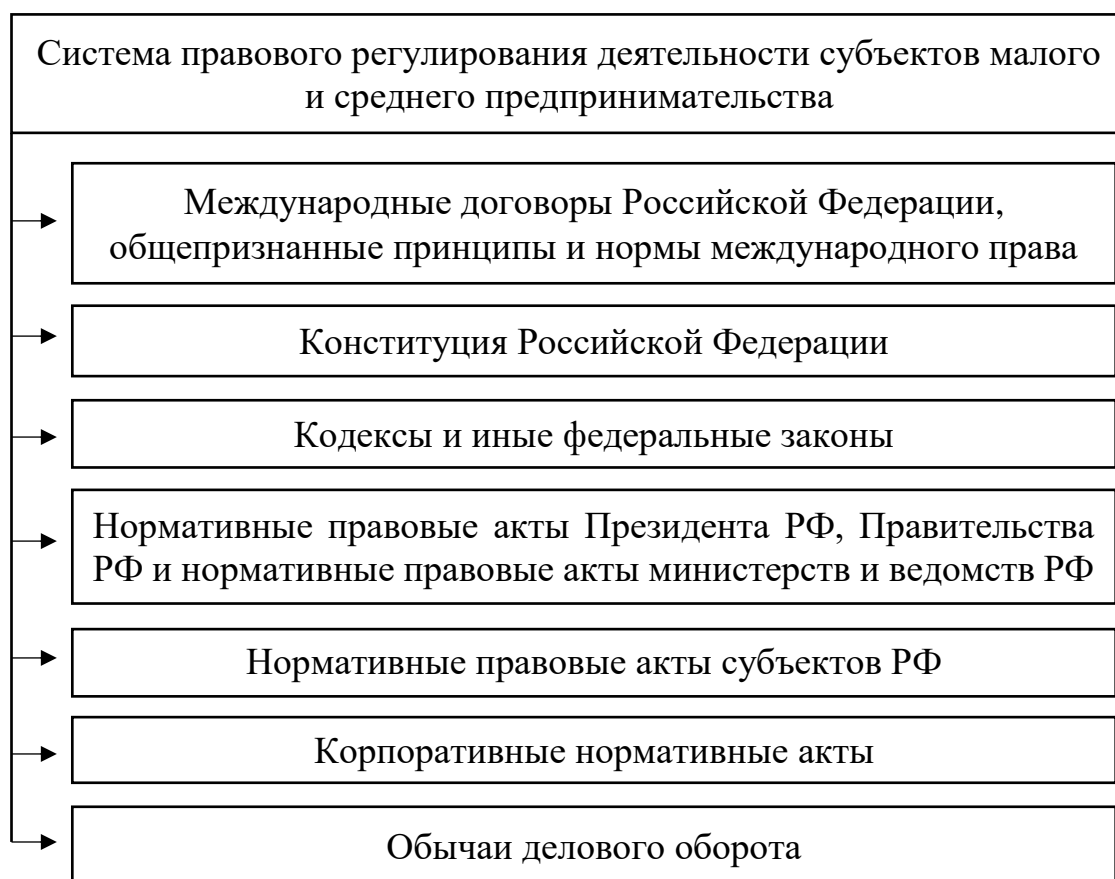 Система правового регулирования деятельности субъектов малого
и среднего предпринимательства
Международные договоры Российской Федерации,
общепризнанные принципы и нормы международного права
Конституция Российской Федерации
Кодексы и иные федеральные законы
Нормативные правовые акты Президента РФ, Правительства
РФ и нормативные правовые акты министерств и ведомств РФ
Нормативные правовые акты субъектов РФ
Корпоративные нормативные акты
Обычаи делового оборота